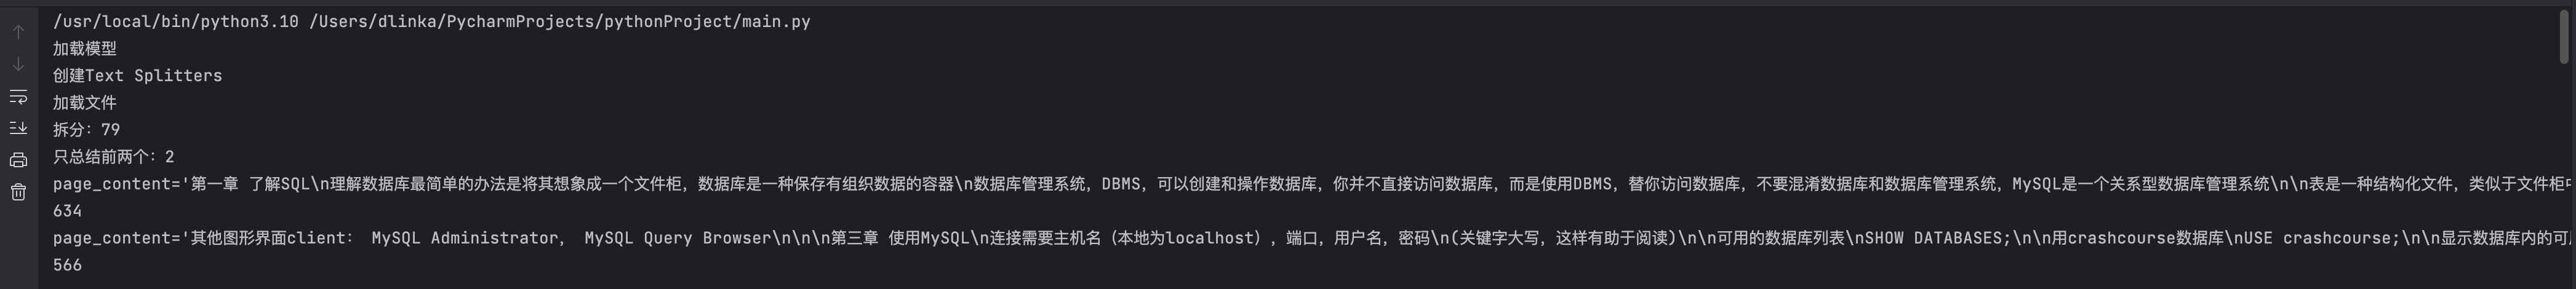 /usr/local/bin/python3.10 /Users/dlinka/PycharmProjects/pythonProject/main.py
加载模型
创建Text Splitters
加载文件
拆分：79
只总结前两个：2
page_content='第一章 了解SQL\n理解数据库最简单的办法是将其想象成一个文件柜，数据库是一种保存有组织数据的容器\n数据库管理系统，DBMS，可以创建和操作数据库，你并不直接访问数据库，而是使用DBMS，替你访问数据库，不要混淆数据库和数据库管理系统，MySQL是一个关系型数据库管理系统\n\n表是一种结构化文件，类似于文件柜中
634
page_content='其他图形界面client： MySQL Administrator， MySQL Query Browser\n\n\n第三章 使用MySQL\n连接需要主机名（本地为localhost），端口，用户名，密码\n(关键字大写，这样有助于阅读)\n\n可用的数据库列表\nSHOW DATABASES;\n\n用crashcourse数据库\nUSE crashcourse;\n\n显示数据库内的可
566